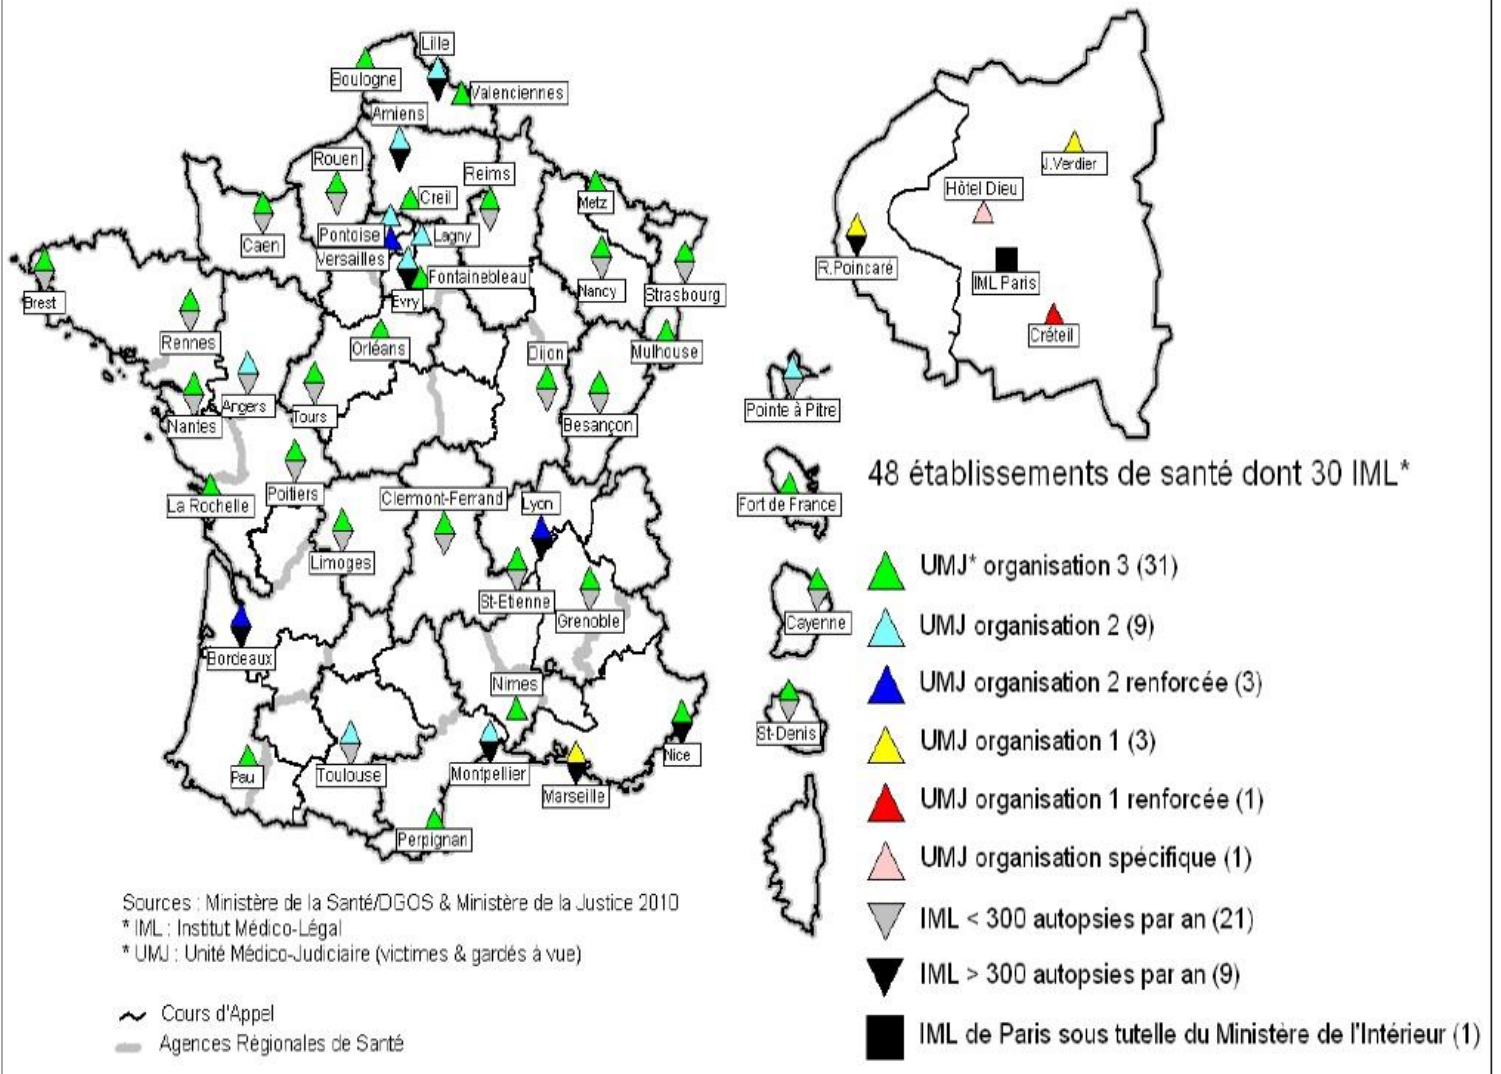 Lille
Boulogne
Valenciennes
Amiens
Rouen
Reims
Creil
Metz
Caen
Pontoise
Lagny
Versailles
Fontainebleau
Evry
Nancy
Strasbourg
Brest
Rennes
Orléans
Dijon
Mulhouse
Nantes
Angers
Tours
Besançon
La Rochelle
Poitiers
Clermont-Ferrand
Lyon
Limoges
St-Etienne
Grenoble
Bordeaux
Nimes
Pau
Toulouse
Montpellier
Marseille
Nice
Perpignan
J.Verdier
Hôtel Dieu
R.Poincaré
IML Paris
Créteil
Pointe à Pitre
Fort de France
Cayenne
St-Denis
48 établissements de santé dont 30 IML*
UMJ* organisation 3 (31)
UMJ organisation 2 (9)
UMJ organisation 2 renforcée (3)
UMJ organisation 1 (3)
UMJ organisation 1 renforcée (1)
UMJ organisation spécifique (1)
IML < 300 autopsies par an (21)
IML > 300 autopsies par an (9)
IML de Paris sous tutelle du Ministère de l'Intérieur (1)
Sources : Ministère de la Santé/DGOS & Ministère de la Justice 2010
* IML : Institut Médico-Légal
* UMJ : Unité Médico-Judiciaire (victimes & gardés à vue)
Cours d'Appel
Agences Régionales de Santé